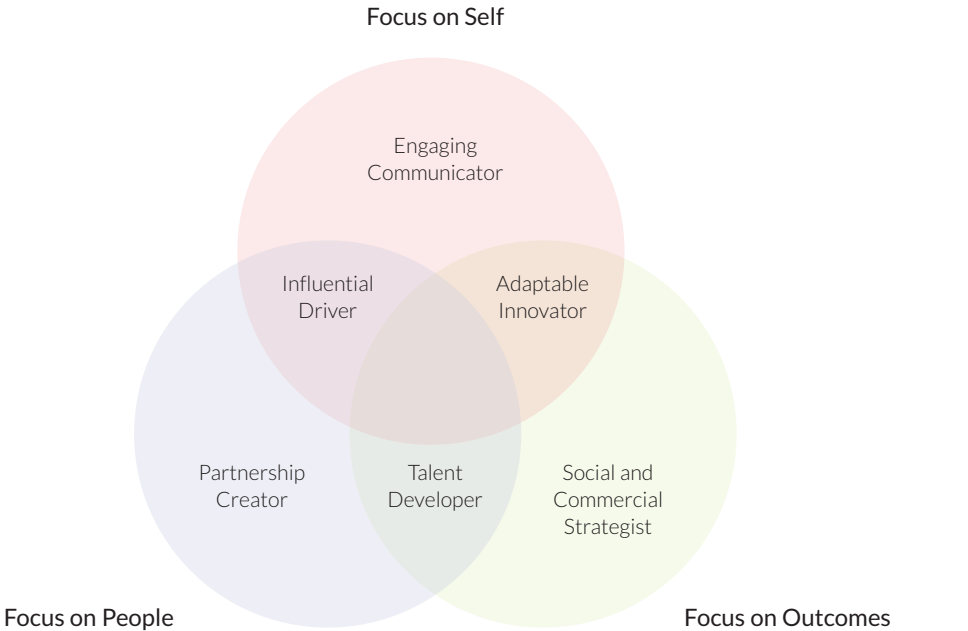 Focus on Self
Engaging
Communicator
Influential
Driver
Adaptable
Innovator
Partnership
Creator
Talent
Developer
Social and
Commercial
Strategist
Focus on People
Focus on Outcomes